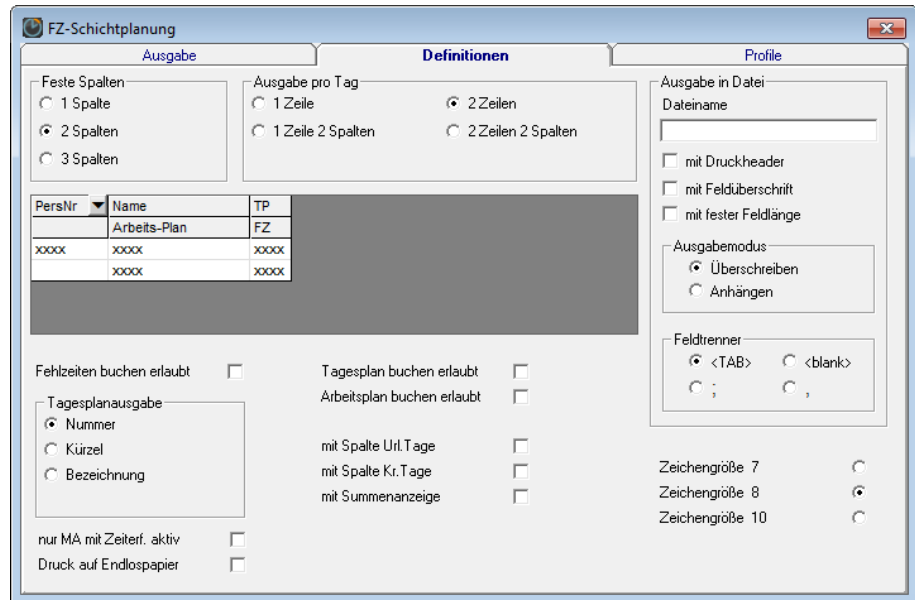 FZ-Schichtplanung
Ausgabe
Definitionen
Profile
Feste Spalten
1 Spalte
2 Spalten
3 Spalten
Ausgabe pro Tag
1 Zeile
2 Zeilen
1 Zeile 2 Spalten
2 Zeilen 2 Spalten
PersNr Name TP
Arbeits-Plan FZ
xxxx xxxx xxxx
xxxx xxxx
Fehlzeiten buchen erlaubt
Tagesplanausgabe
Nummer
Kürzel
Bezeichnung
nur MA mit Zeiterf. aktiv
Druck auf Endlospapier
Tagesplan buchen erlaubt
Arbeitsplan buchen erlaubt
mit Spalte Url.Tage
mit Spalte Kr.Tage
mit Summenanzeige
Ausgabe in Datei
Dateiname
mit Druckheader
mit Feldüberschrift
mit fester Feldlänge
Ausgabemodus
Überschreiben
Anhängen
Feldtrenner
<TAB> <blank>
; ,
Zeichengröße 7
Zeichengröße 8
Zeichengröße 10